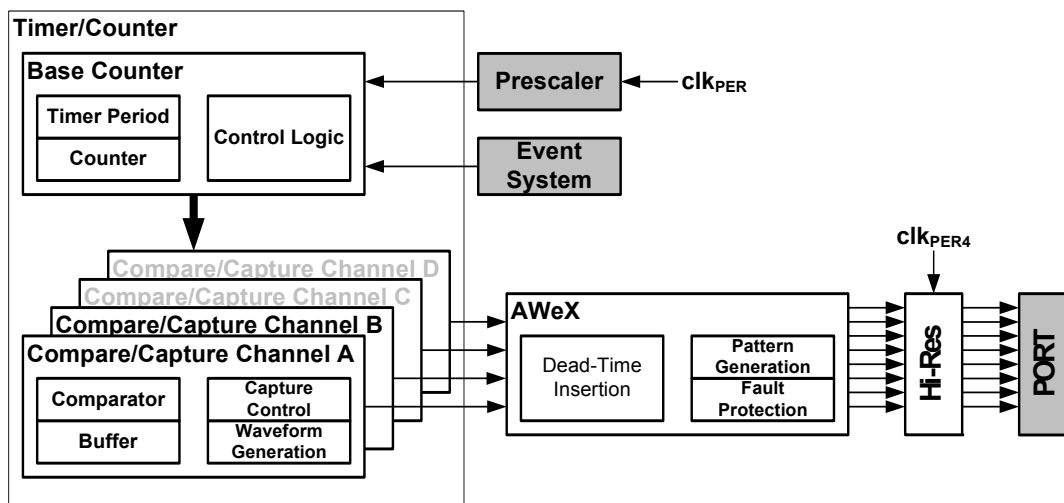 Timer/Counter
Base Counter
Timer Period
Counter
Control Logic
Prescaler
clkPER
Event
System
Compare/Capture Channel D
Compare/Capture Channel C
Compare/Capture Channel B
Compare/Capture Channel A
Comparator
Buffer
Capture
Control
Waveform
Generation
AWeX
Dead-Time
Insertion
Pattern
Generation
Fault
Protection
clkPER4
Hi-Res
PORT